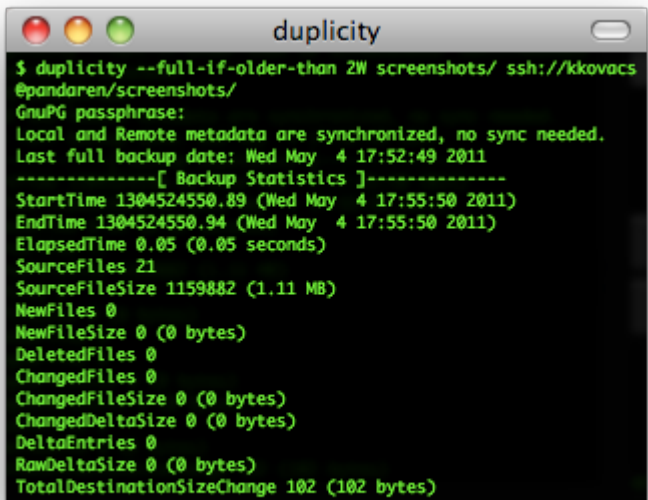 duplicity
$ duplicity --full-if-older-than 2W screenshots/ ssh://kkovacs
@pandaren/screenshots/
GnuPG passphrase:
Local and Remote metadata are synchronized, no sync needed.
Last full backup date: Wed May  4 17:52:49 2011
--------------[ Backup Statistics ]--------------
StartTime 1304524550.89 (Wed May  4 17:55:50 2011)
EndTime 1304524550.94 (Wed May  4 17:55:50 2011)
ElapsedTime 0.05 (0.05 seconds)
SourceFiles 21
SourceFileSize 1159882 (1.11 MB)
NewFiles 0
NewFileSize 0 (0 bytes)
DeletedFiles 0
ChangedFiles 0
ChangedFileSize 0 (0 bytes)
ChangedDeltaSize 0 (0 bytes)
DeltaEntries 0
RawDeltaSize 0 (0 bytes)
TotalDestinationSizeChange 102 (102 bytes)